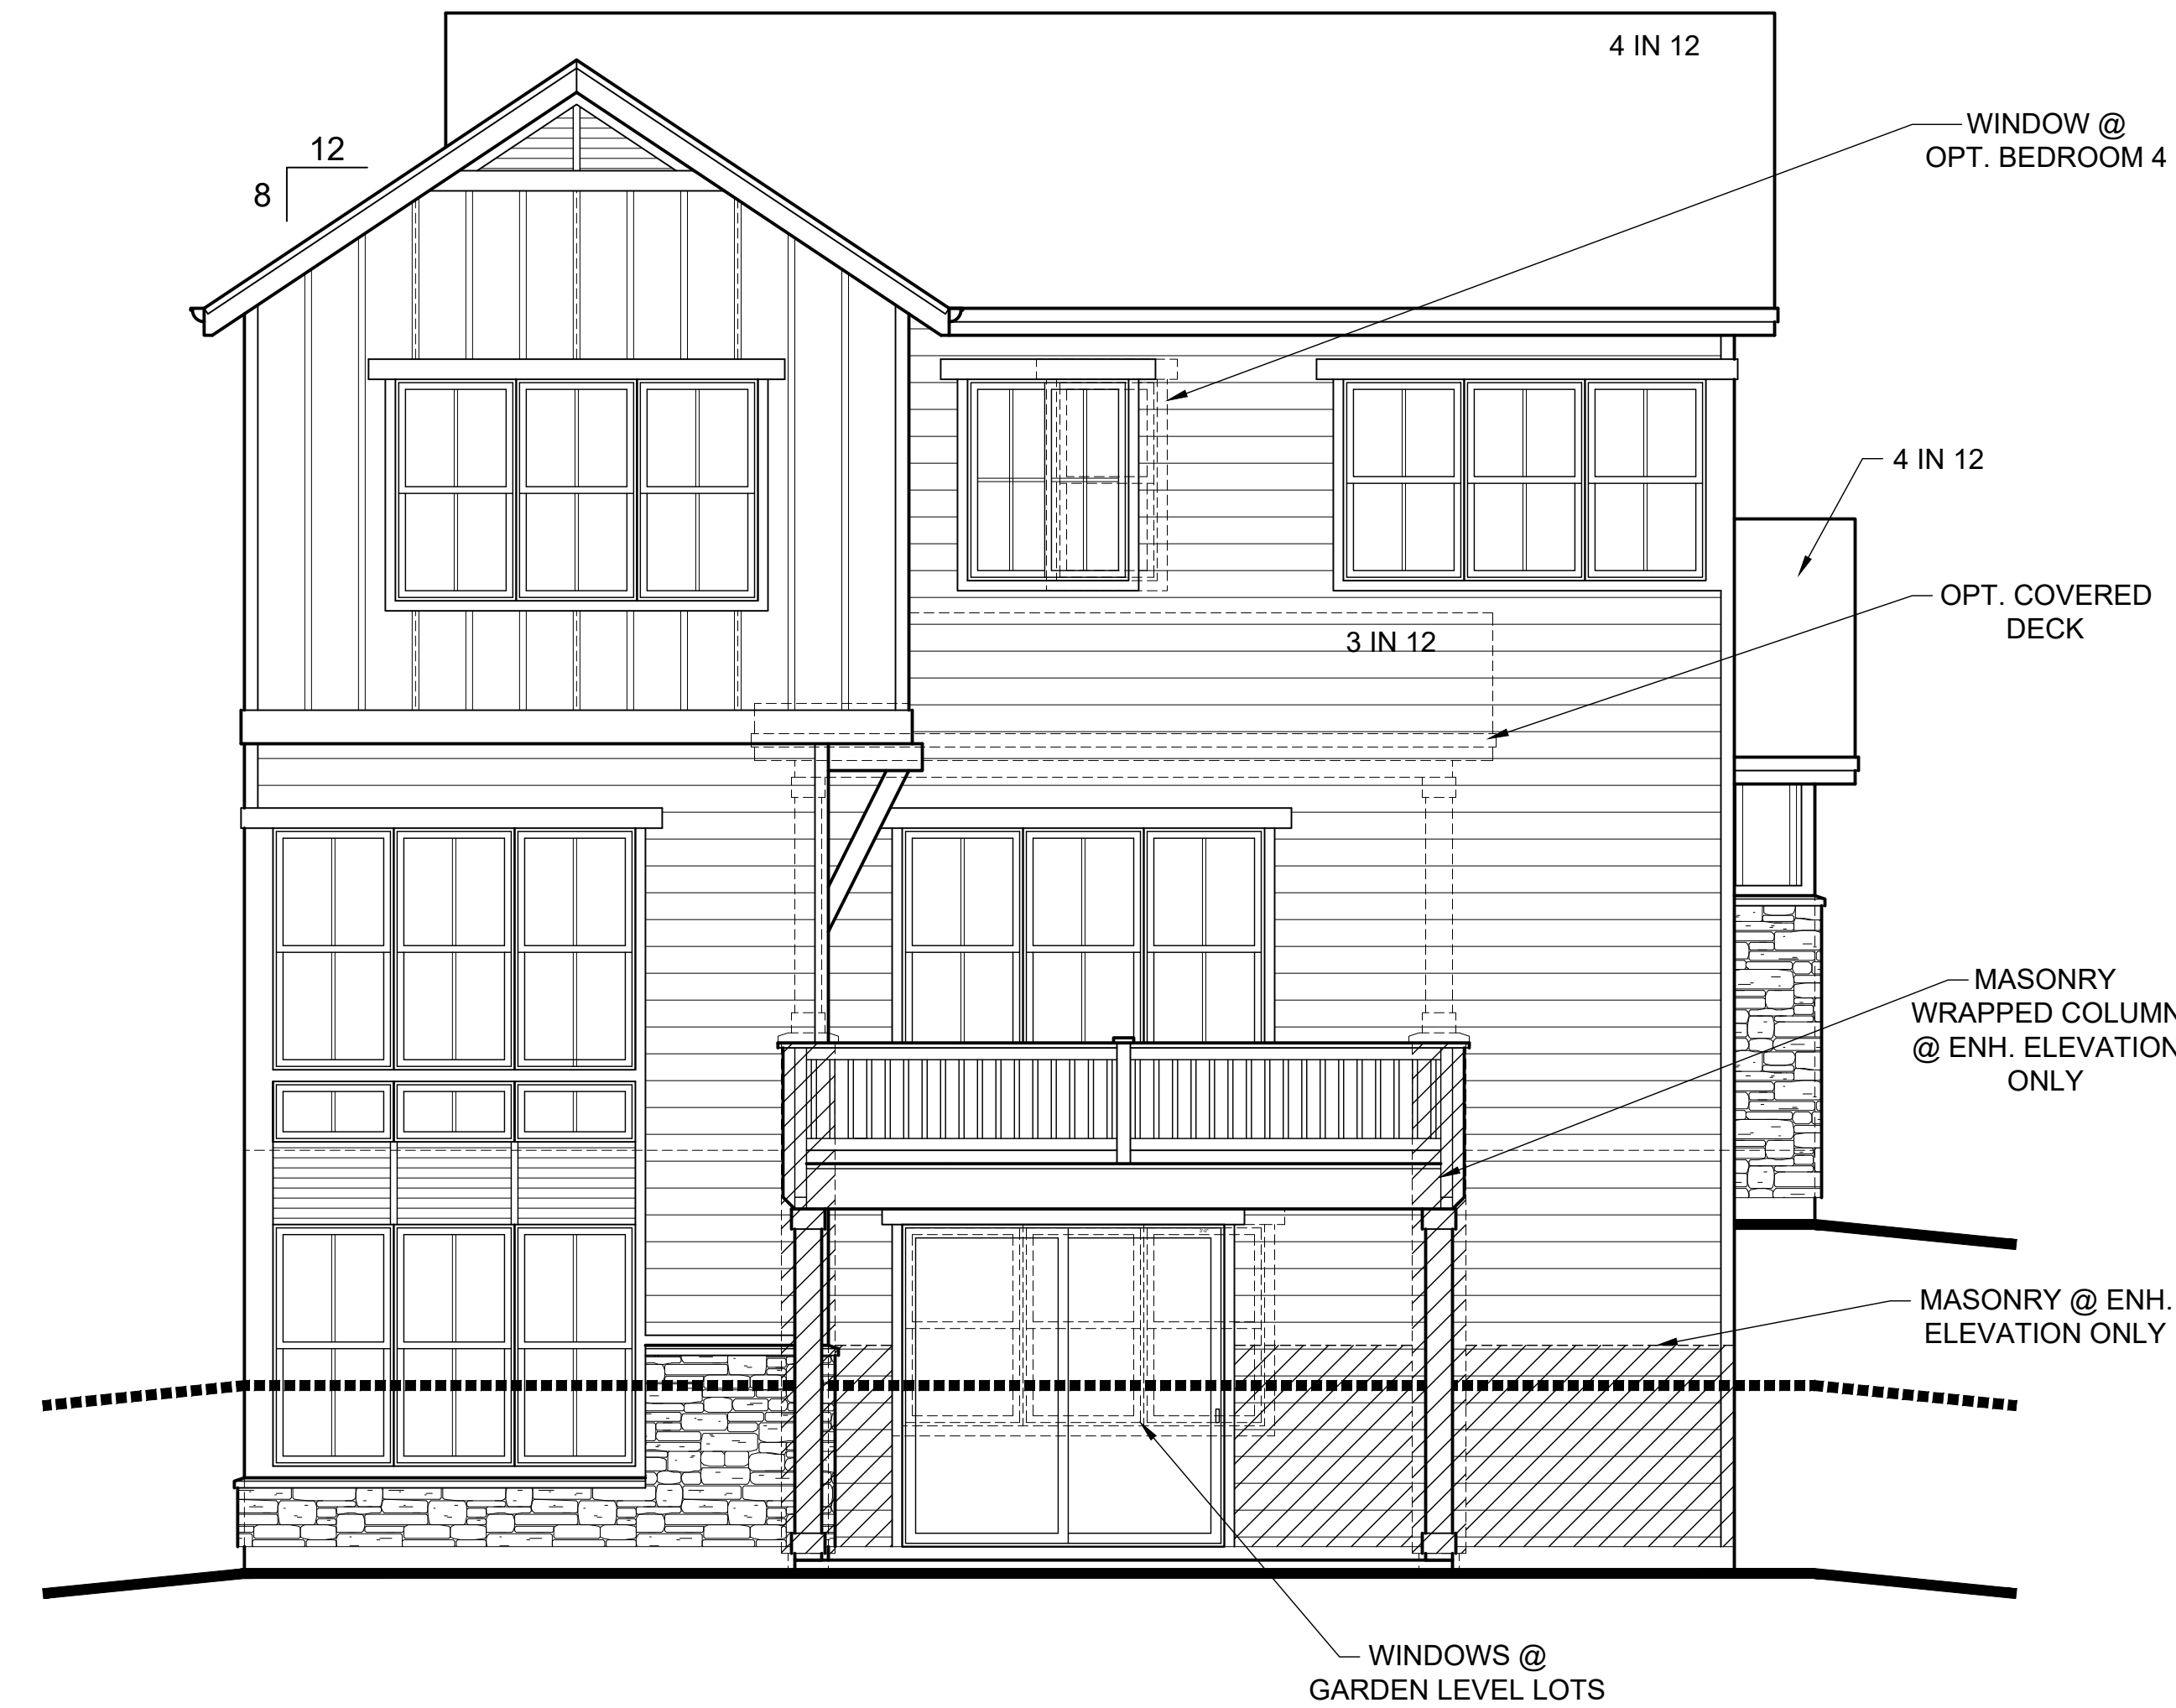 4 IN 12
WINDOW @
OPT. BEDROOM 4
12
8
4 IN 12
OPT. COVERED
DECK
3 IN 12
MASONRY
WRAPPED COLUMN
@ ENH. ELEVATION
ONLY
MASONRY @ ENH.
ELEVATION ONLY
WINDOWS @
GARDEN LEVEL LOTS